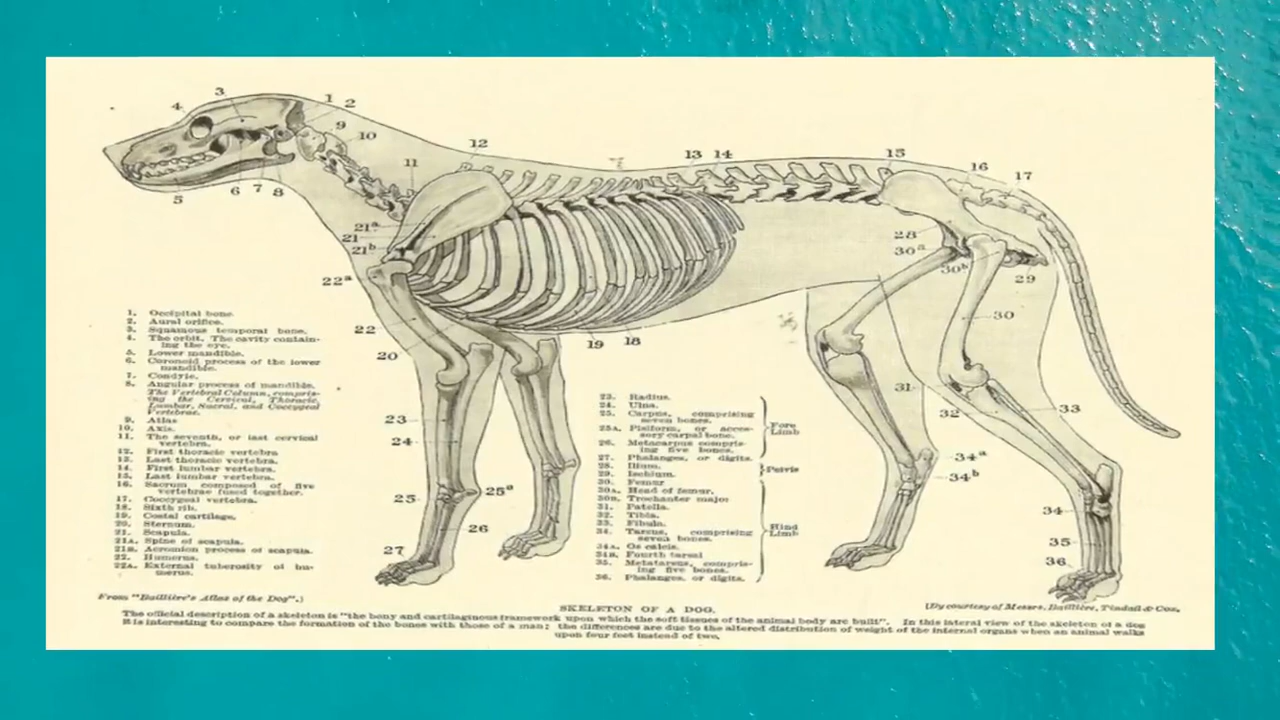 3
4
1
2
9
10
11
12
13
14
15
16
17
5
6
7
8
21ª
21
21ᵇ
22ª
22
20
19
18
28
30ª
30ᵇ
29
30
31
32
33
23
24
25
25ª
26
27
34ª
34ᵇ
34
35
36
1. Occipital bone.
2. Aural orifice.
3. Squamous temporal bone.
4. The orbit. The cavity contain-
ing the eye.
5. Lower mandible.
6. Coronoid process of the lower
mandible.
7. Condyle.
8. Angular process of mandible.
The Vertebral Column, compris-
ing the Cervical, Thoracic,
Lumbar, Sacral, and Coccygeal
Vertebrae.
9. Atlas
10. Axis.
11. The seventh, or last cervical
vertebra.
12. First thoracic vertebra
13. Last thoracic vertebra.
14. First lumbar vertebra.
15. Last lumbar vertebra.
16. Sacrum composed of five
vertebrae fused together.
17. Coccygeal vertebra.
18. Sixth rib.
19. Costal cartilage.
20. Sternum.
21. Scapula.
21A. Spine of scapula.
21B. Acromion process of scapula.
22. Humerus.
22A. External tuberosity of hu-
merus.
23. Radius.
24. Ulna.
25. Carpus, comprising
seven bones.
25A. Pisiform, or acces-
sory carpal bone.
26. Metacarpus compris-
ing five bones.
27. Phalanges, or digits.
Fore
Limb
28. Ilium.
29. Ischium.
Pelvis
30. Femur
30A. Head of femur.
30B. Trochanter major
31. Patella.
32. Tibia.
33. Fibula.
34. Tarsus, comprising
seven bones.
34A. Os calcis.
34B. Fourth tarsal
35. Metatarsus, compris-
ing five bones.
36. Phalanges, or digits.
Hind
Limb
From "Baillière's Atlas of the Dog".)
SKELETON OF A DOG.
[By courtesy of Messrs. Baillière, Tindall & Cox.
The official description of a skeleton is "the bony and cartilaginous framework upon which the soft tissues of the animal body are built". In this lateral view of the skeleton of a dog
it is interesting to compare the formation of the bones with those of a man; the differences are due to the altered distribution of weight of the internal organs when an animal walks
upon four feet instead of two.